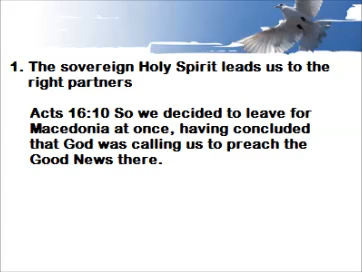 1. The sovereign Holy Spirit leads us to the
right partners
Acts 16:10 So we decided to leave for
Macedonia at once, having concluded
that God was calling us to preach the
Good News there.